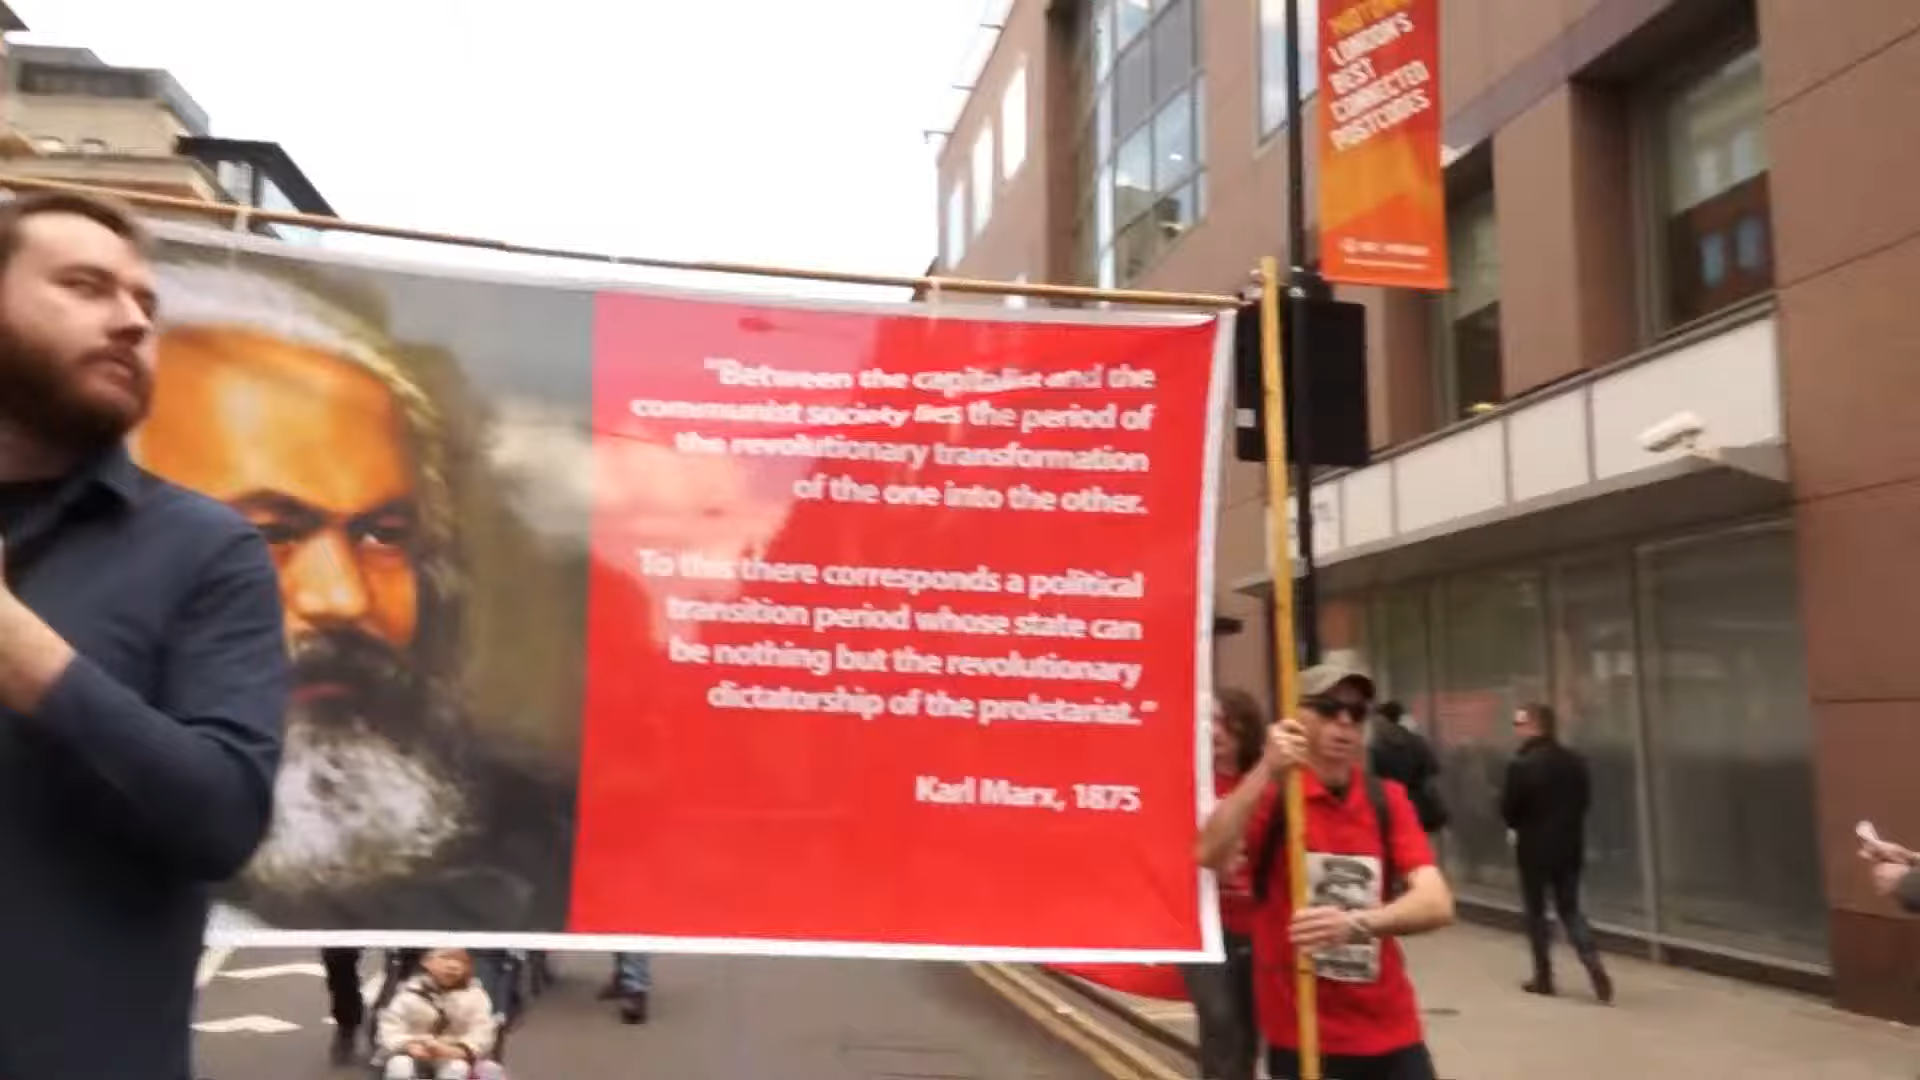 MIDTOWN
LONDON'S
BEST
CONNECTED
POSTCODES
"Between the capitalist and the
communist society lies the period of
the revolutionary transformation
of the one into the other.
To this there corresponds a political
transition period whose state can
be nothing but the revolutionary
dictatorship of the proletariat."
Karl Marx, 1875